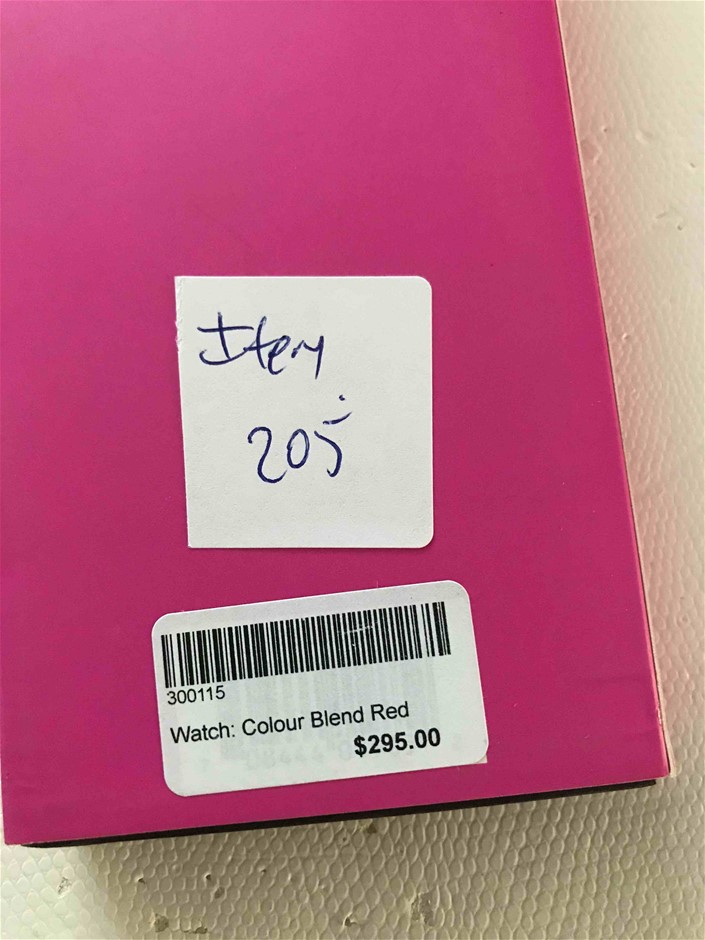 Item
205
300115
Watch: Colour Blend Red
$295.00